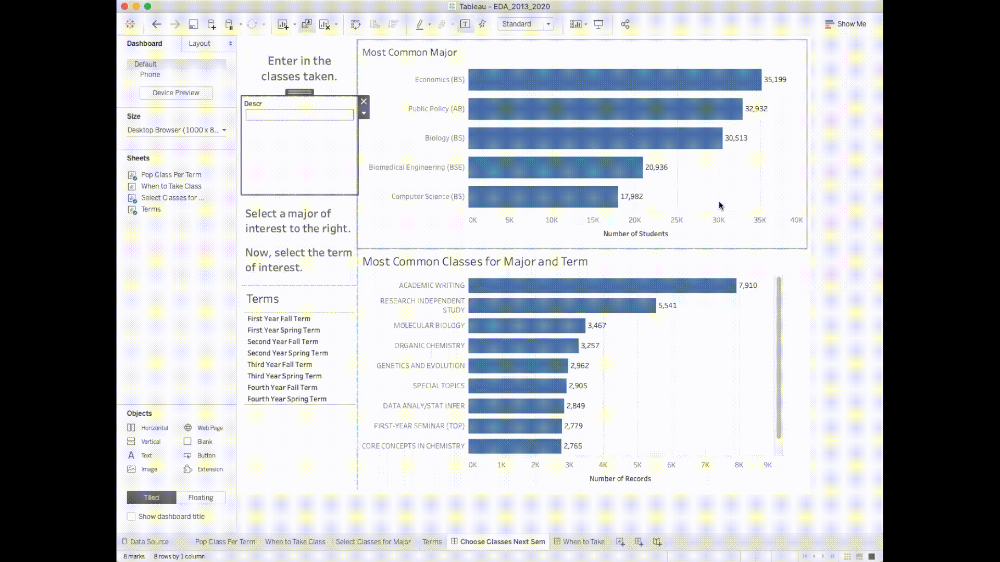 Tableau - EDA_2013_2020
Standard
Show Me
Dashboard
Layout
Default
Phone
Device Preview
Size
Desktop Browser (1000 x 8...
Sheets
Pop Class Per Term
When to Take Class
Select Classes for ...
Terms
Objects
Horizontal
Web Page
Vertical
Blank
A Text
Button
Image
Extension
Tiled
Floating
Show dashboard title
Enter in the
classes taken.
Descr
Select a major of
interest to the right.
Now, select the term
of interest.
Terms
First Year Fall Term
First Year Spring Term
Second Year Fall Term
Second Year Spring Term
Third Year Fall Term
Third Year Spring Term
Fourth Year Fall Term
Fourth Year Spring Term
Most Common Major
Economics (BS) 35,199
Public Policy (AB) 32,932
Biology (BS) 30,513
Biomedical Engineering (BSE) 20,936
Computer Science (BS) 17,982
0K 5K 10K 15K 20K 25K 30K 35K 40K
Number of Students
Most Common Classes for Major and Term
ACADEMIC WRITING 7,910
RESEARCH INDEPENDENT
STUDY 5,541
MOLECULAR BIOLOGY 3,467
ORGANIC CHEMISTRY 3,257
GENETICS AND EVOLUTION 2,962
SPECIAL TOPICS 2,905
DATA ANALY/STAT INFER 2,849
FIRST-YEAR SEMINAR (TOP) 2,779
CORE CONCEPTS IN CHEMISTRY 2,765
0K 1K 2K 3K 4K 5K 6K 7K 8K 9K
Number of Records
Data Source
Pop Class Per Term
When to Take Class
Select Classes for Major
Terms
Choose Classes Next Sem
When to Take
8 marks
8 rows by 1 column